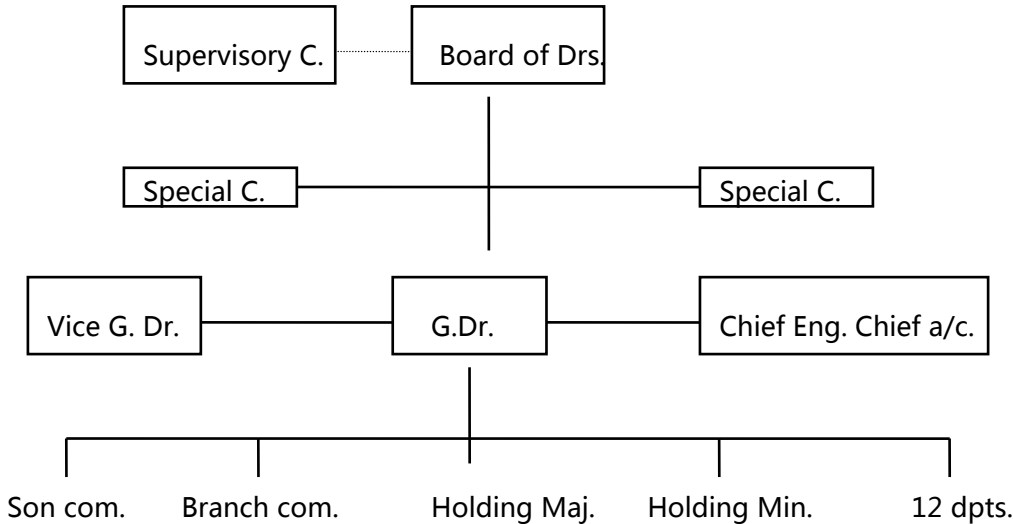 Supervisory C.
Board of Drs.
Special C.
Special C.
Vice G. Dr.
G.Dr.
Chief Eng. Chief a/c.
Son com.
Branch com.
Holding Maj.
Holding Min.
12 dpts.